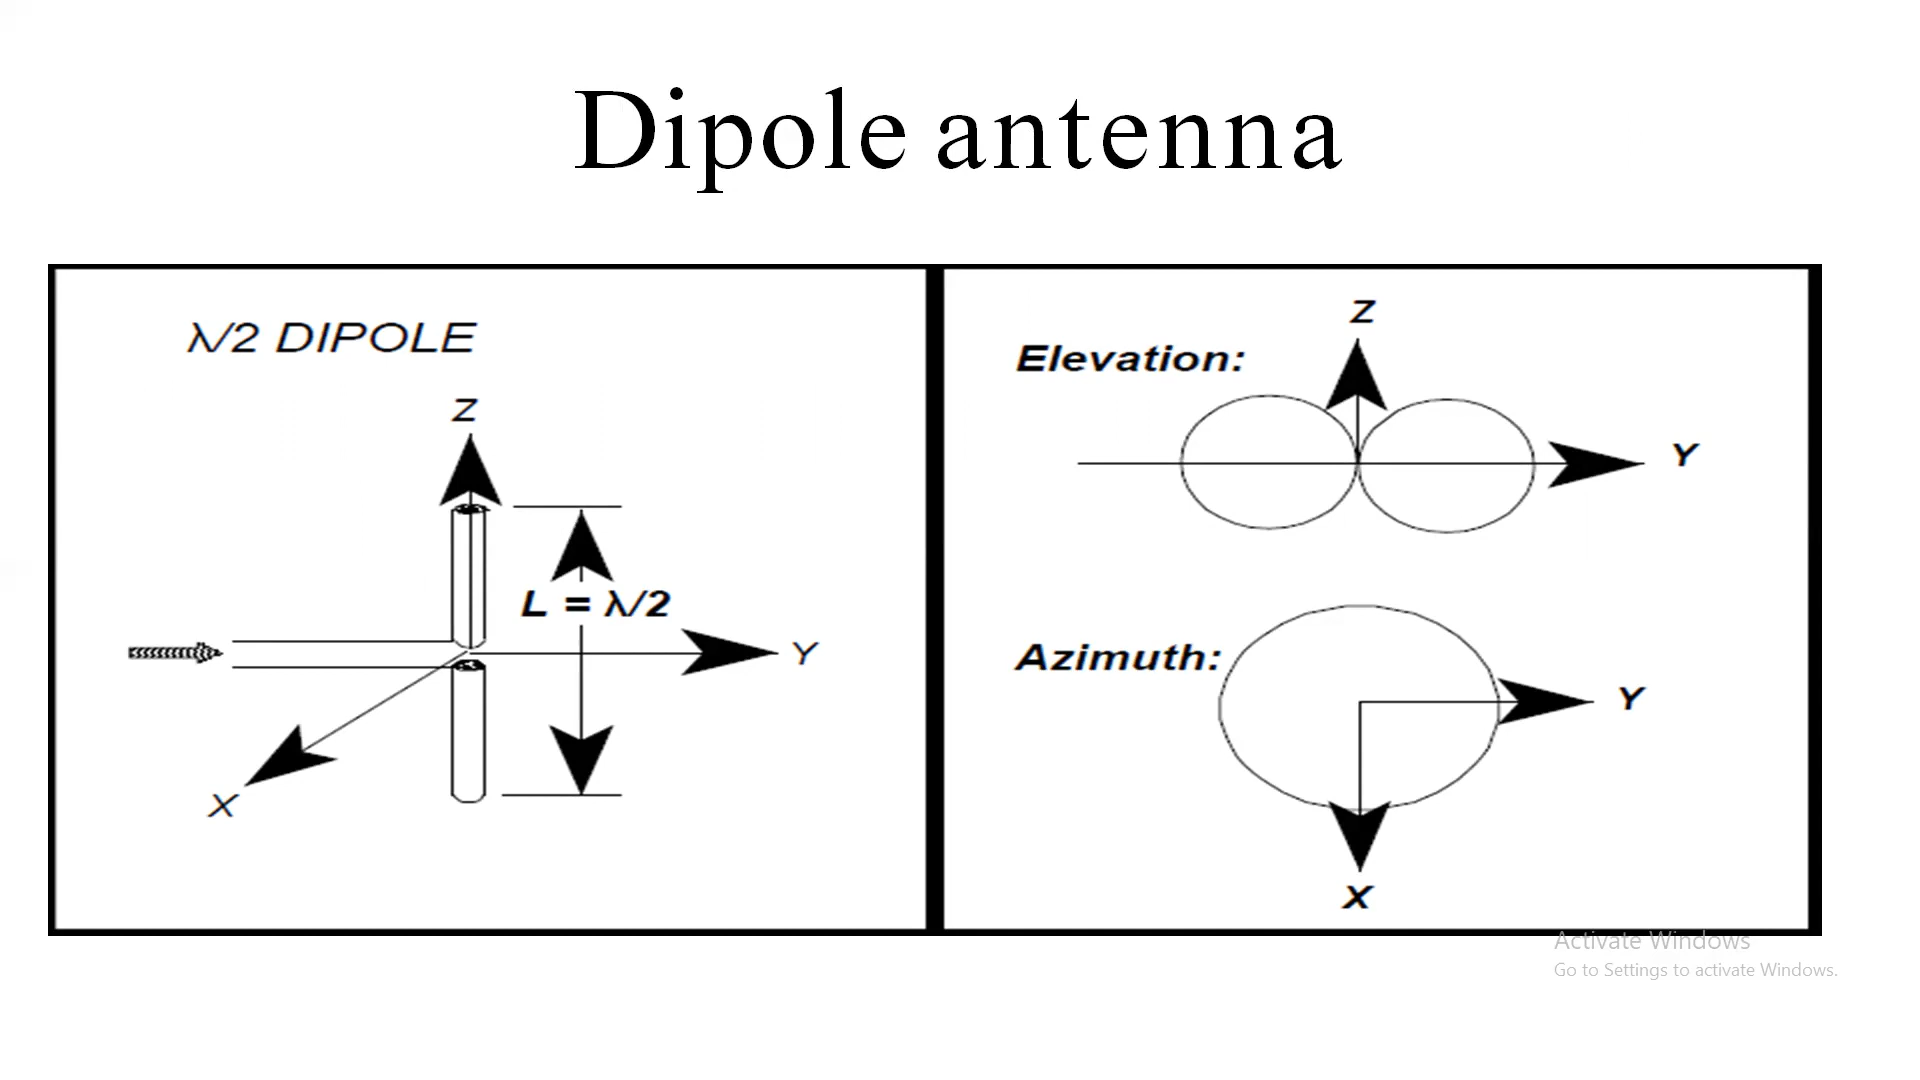 Dipole antenna
λ/2 DIPOLE
Z
L = λ/2
Y
X
Z
Elevation:
Y
Azimuth:
Y
X
Activate Windows
Go to Settings to activate Windows.